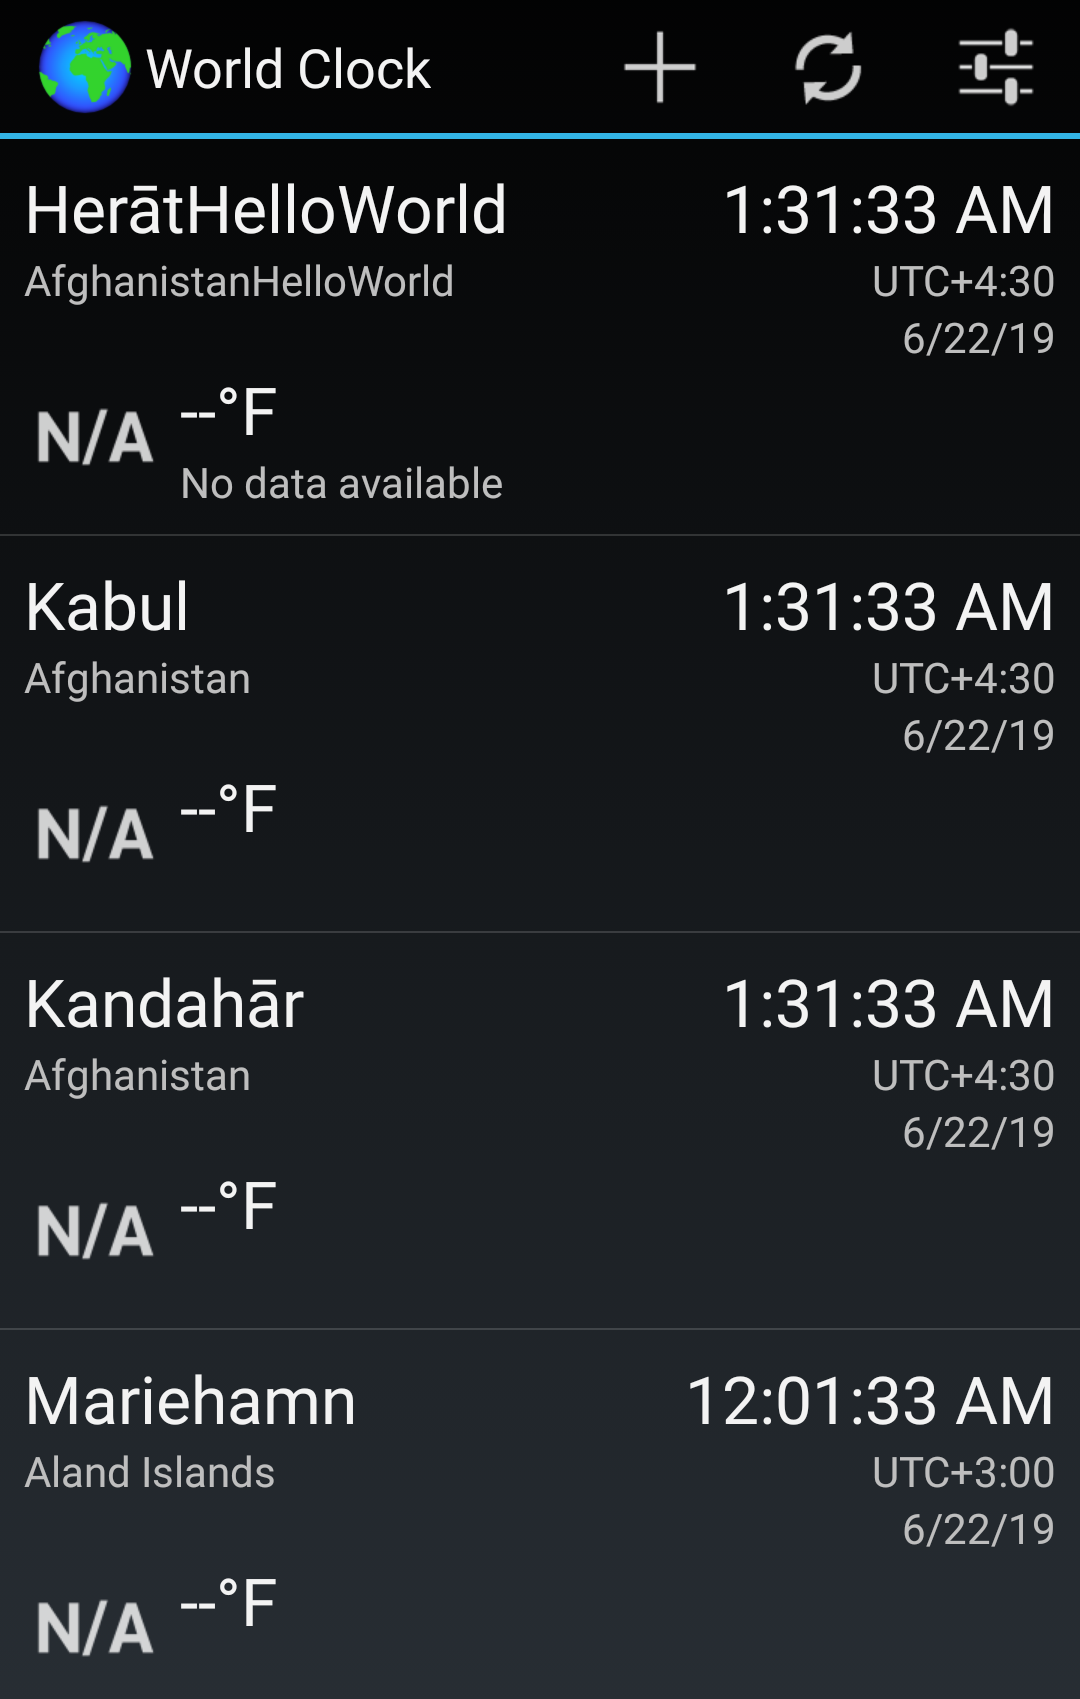 World Clock
HerātHelloWorld 1:31:33 AM
AfghanistanHelloWorld UTC+4:30
6/22/19
N/A --°F
No data available
Kabul 1:31:33 AM
Afghanistan UTC+4:30
6/22/19
N/A --°F
Kandahār 1:31:33 AM
Afghanistan UTC+4:30
6/22/19
N/A --°F
Mariehamn 12:01:33 AM
Aland Islands UTC+3:00
6/22/19
N/A --°F